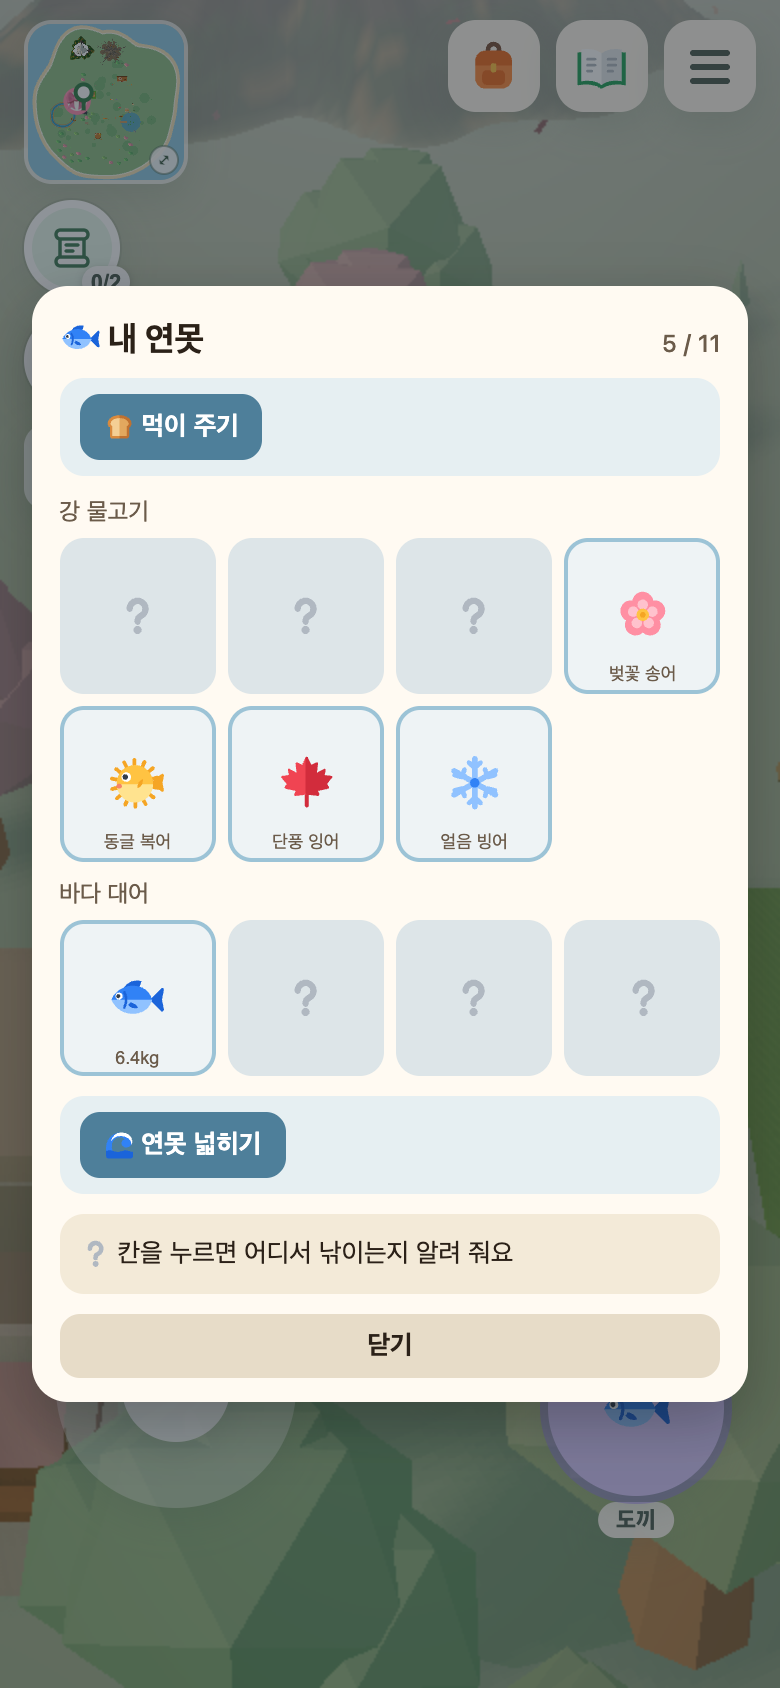 0/2
내 연못
5 / 11
먹이 주기
강 물고기
?
?
?
벚꽃 송어
동글 복어
단풍 잉어
얼음 빙어
바다 대어
6.4kg
?
?
?
연못 넓히기
? 칸을 누르면 어디서 낚이는지 알려 줘요
닫기
도끼